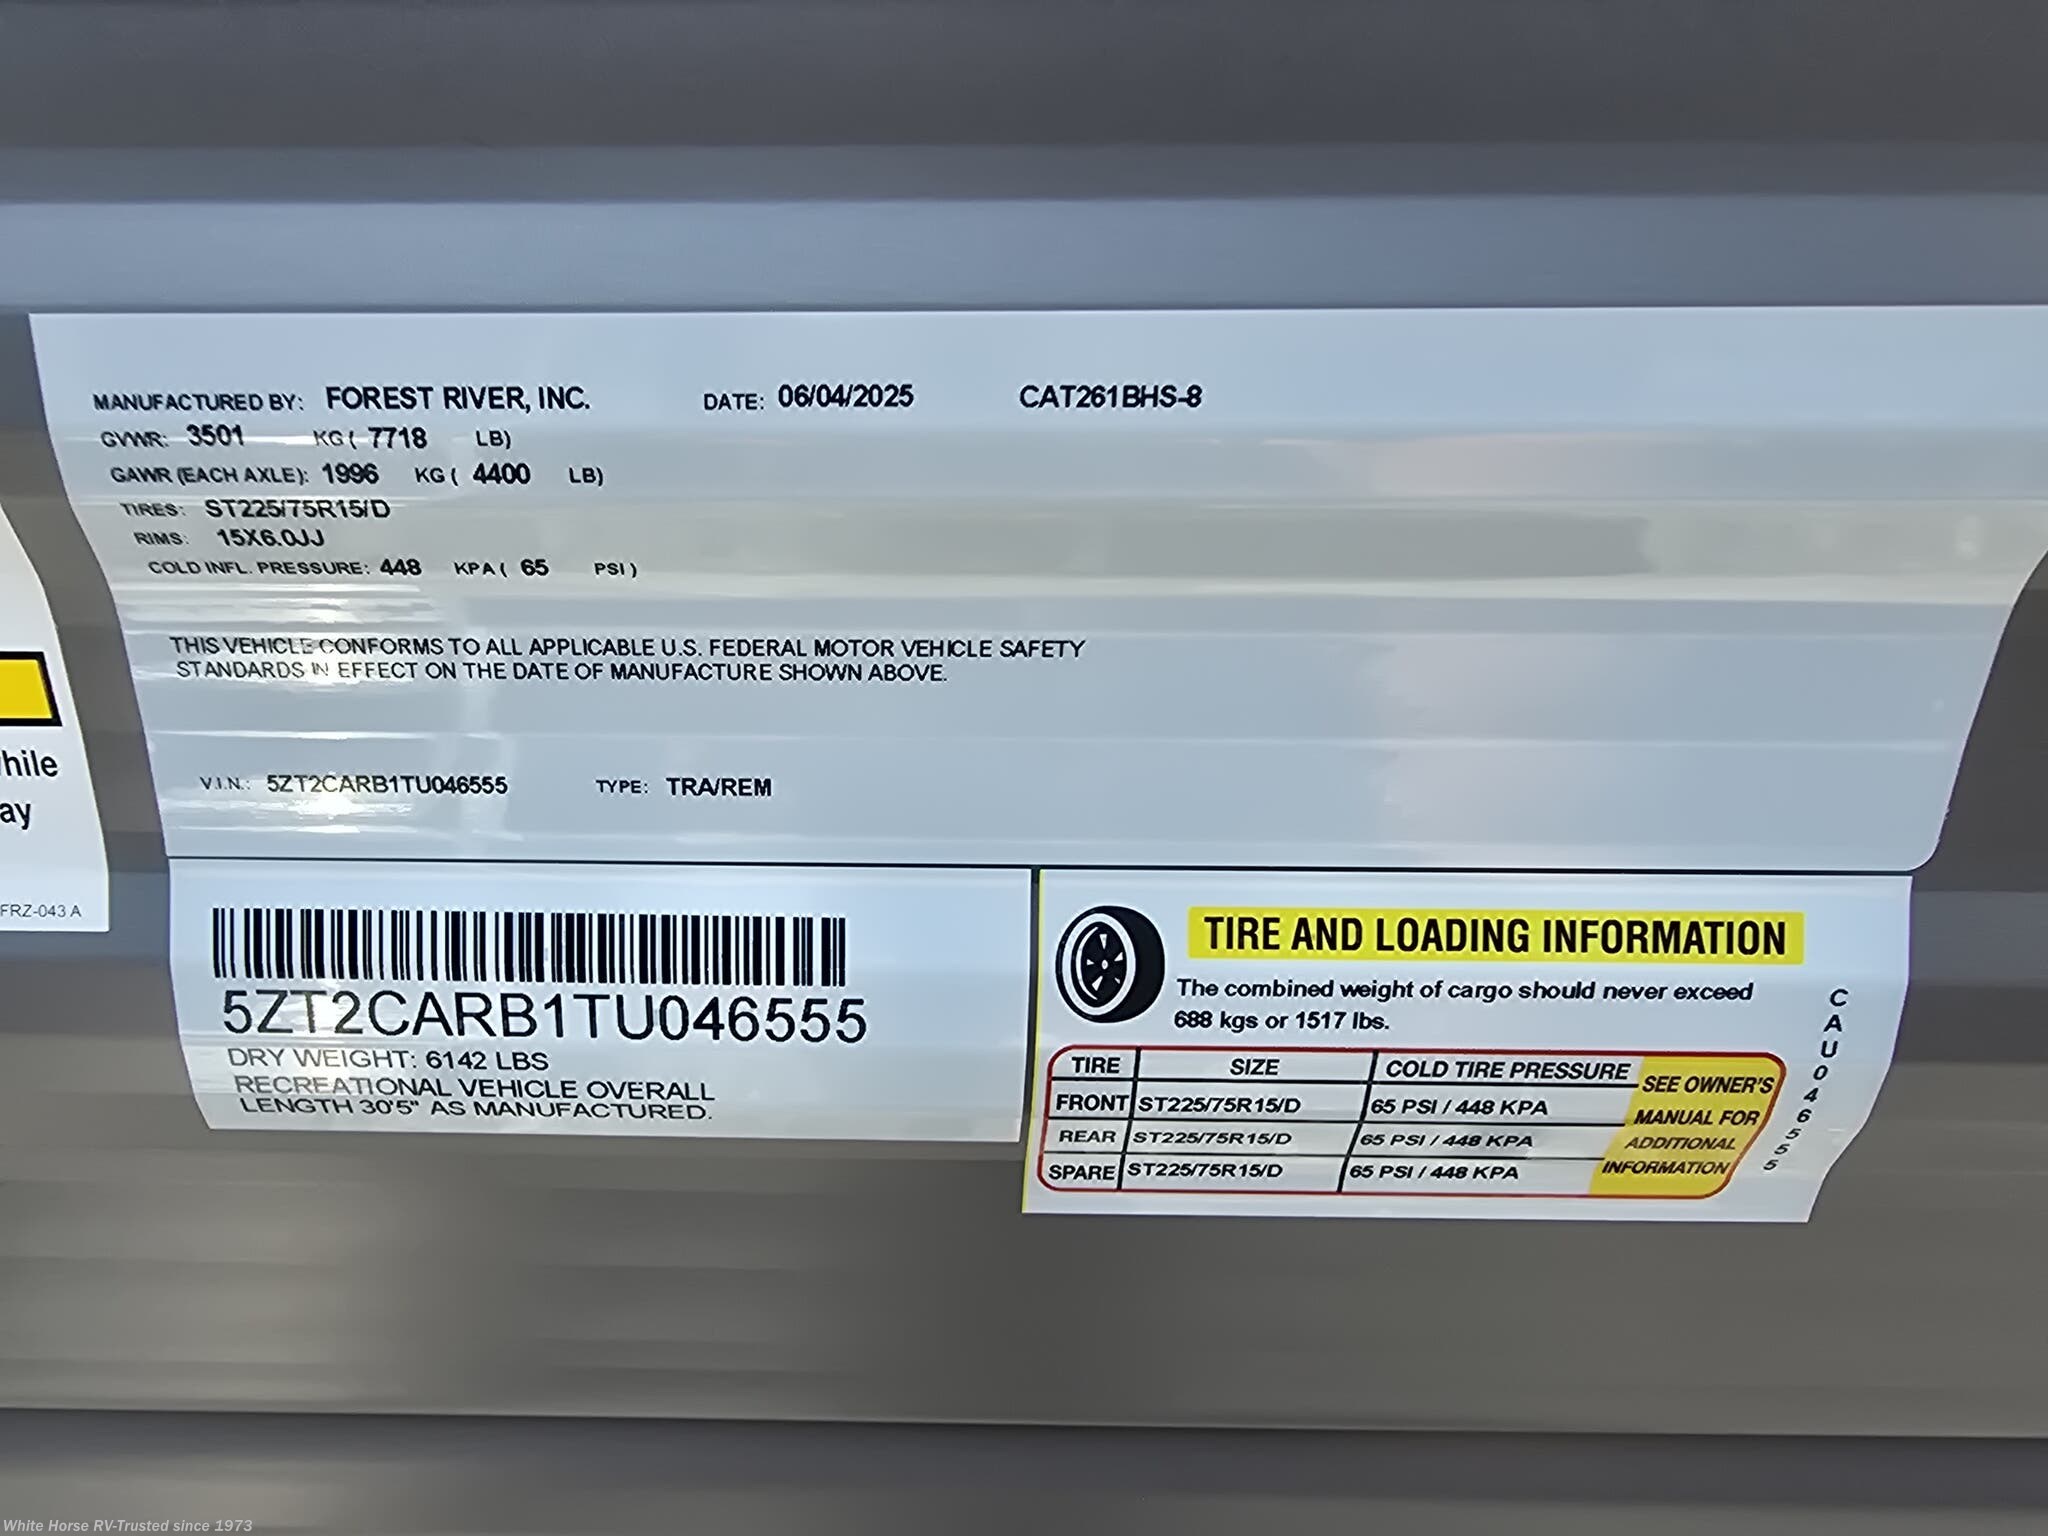 MANUFACTURED BY: FOREST RIVER, INC. DATE: 06/04/2025 CAT261BHS-8
GVWR: 3501 KG ( 7718 LB)
GAWR (EACH AXLE): 1996 KG ( 4400 LB)
TIRES: ST225/75R15/D
RIMS: 15X6.0JJ
COLD INFL. PRESSURE: 448 KPA ( 65 PSI )
THIS VEHICLE CONFORMS TO ALL APPLICABLE U.S. FEDERAL MOTOR VEHICLE SAFETY
STANDARDS IN EFFECT ON THE DATE OF MANUFACTURE SHOWN ABOVE.
V.I.N.: 5ZT2CARB1TU046555 TYPE: TRA/REM
hile
ay
FRZ-043 A
5ZT2CARB1TU046555
DRY WEIGHT: 6142 LBS
RECREATIONAL VEHICLE OVERALL
LENGTH 30'5" AS MANUFACTURED.
TIRE AND LOADING INFORMATION
The combined weight of cargo should never exceed
688 kgs or 1517 lbs.
TIRE SIZE COLD TIRE PRESSURE
FRONT ST225/75R15/D 65 PSI / 448 KPA
REAR ST225/75R15/D 65 PSI / 448 KPA
SPARE ST225/75R15/D 65 PSI / 448 KPA
SEE OWNER'S
MANUAL FOR
ADDITIONAL
INFORMATION
CAU046555
White Horse RV-Trusted since 1973